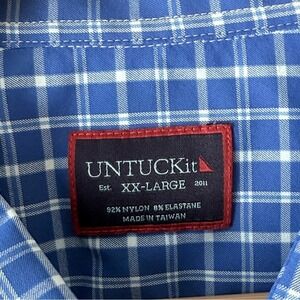 UNTUCKit
Est. XX-LARGE 2011
92% NYLON 8% ELASTANE
MADE IN TAIWAN